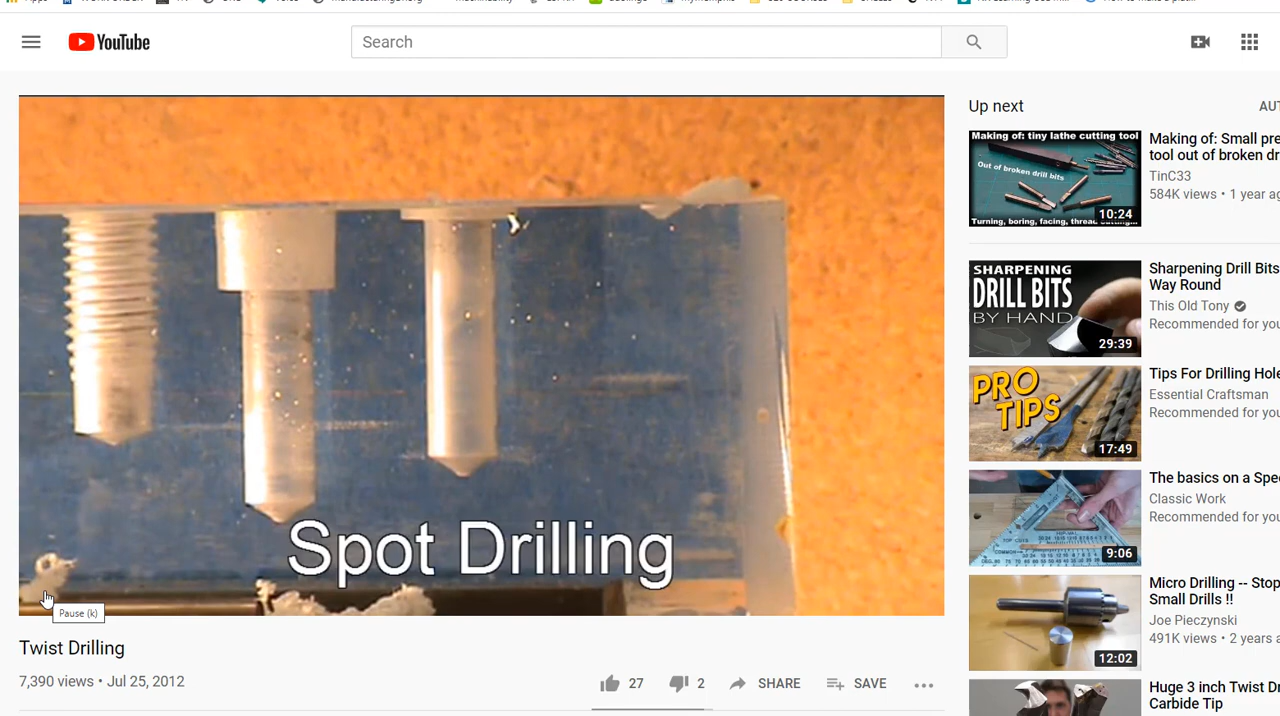 YouTube
Search
Spot Drilling
Pause (k)
Twist Drilling
7,390 views • Jul 25, 2012
27
2
SHARE
SAVE
Up next
Making of: tiny lathe cutting tool
Out of broken drill bits
Turning, boring, facing, thread cutting...
10:24
Making of: Small pre
tool out of broken dr
TinC33
584K views • 1 year ag
SHARPENING
DRILL BITS
BY HAND
29:39
Sharpening Drill Bits
Way Round
This Old Tony
Recommended for you
PRO
TIPS
17:49
Tips For Drilling Hole
Essential Craftsman
Recommended for you
9:06
The basics on a Spee
Classic Work
Recommended for you
12:02
Micro Drilling -- Stop
Small Drills !!
Joe Pieczynski
491K views • 2 years a
Huge 3 inch Twist Dr
Carbide Tip